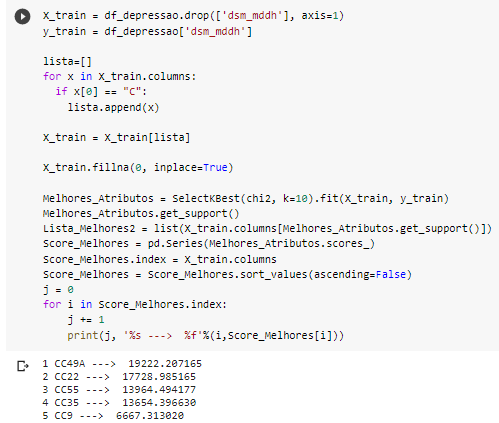 X_train = df_depressao.drop(['dsm_mddh'], axis=1)
y_train = df_depressao['dsm_mddh']
lista=[]
for x in X_train.columns:
  if x[0] == "C":
    lista.append(x)
X_train = X_train[lista]
X_train.fillna(0, inplace=True)
Melhores_Atributos = SelectKBest(chi2, k=10).fit(X_train, y_train)
Melhores_Atributos.get_support()
Lista_Melhores2 = list(X_train.columns[Melhores_Atributos.get_support()])
Score_Melhores = pd.Series(Melhores_Atributos.scores_)
Score_Melhores.index = X_train.columns
Score_Melhores = Score_Melhores.sort_values(ascending=False)
j = 0
for i in Score_Melhores.index:
    j += 1
    print(j, '%s --->  %f'%(i,Score_Melhores[i]))
1 CC49A --->  19222.207165
2 CC22 --->  17728.985165
3 CC55 --->  13964.494177
4 CC35 --->  13654.396630
5 CC9 --->  6667.313020